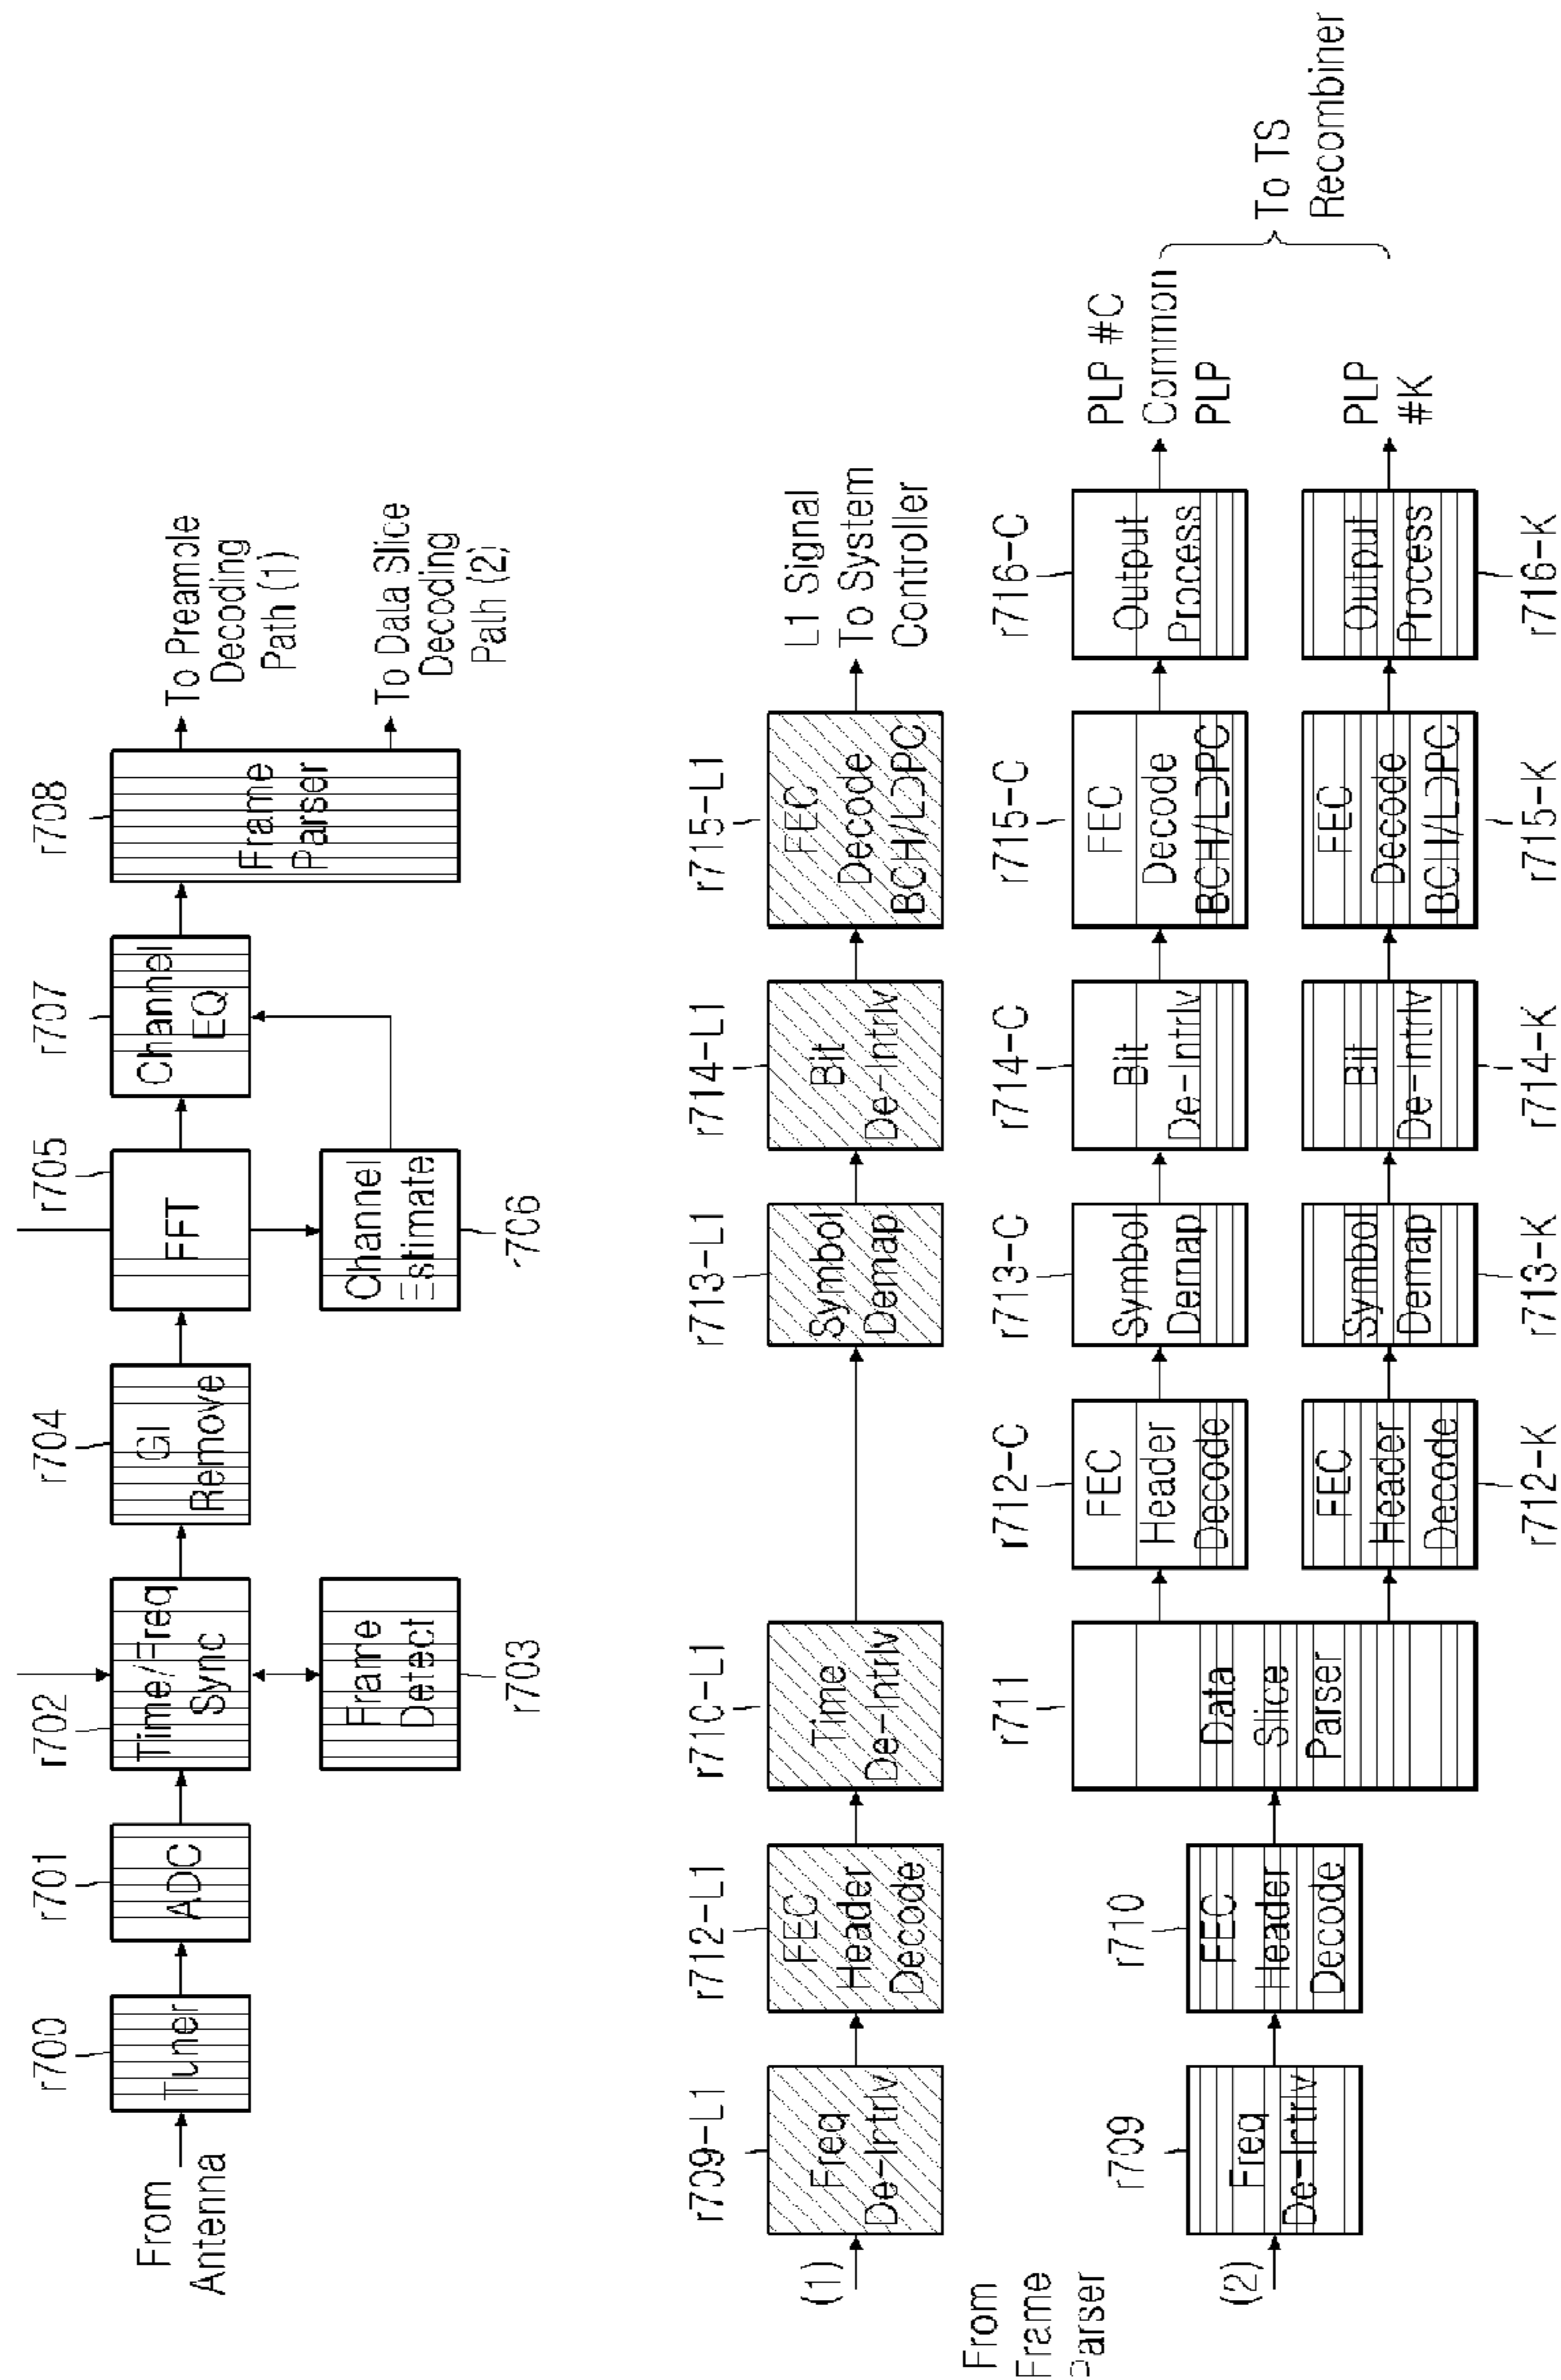 From
Antenna
r700
Tuner
r701
ADC
r702
Time/Freq
Sync
Frame
Detect
r703
r704
GI
Remove
r705
FFT
Channel
Estimate
r706
r707
Channel
EQ
r708
Frame
Parser
To Preamble
Decoding
Path (1)
To Data Slice
Decoding
Path (2)
From
Frame
Parser
(1)
r709-L1
Freq
De-Intrlv
r712-L1
FEC
Header
Decode
r710-L1
Time
De-Intrlv
r713-L1
Symbol
Demap
r714-L1
Bit
De-Intrlv
r715-L1
FEC
Decode
BCH/LDPC
L1 Signal
To System
Controller
(2)
r709
Freq
De-Intrlv
r710
FEC
Header
Decode
r711
Data
Slice
Parser
r712-C
FEC
Header
Decode
r713-C
Symbol
Demap
r714-C
Bit
De-Intrlv
r715-C
FEC
Decode
BCH/LDPC
r716-C
Output
Process
PLP #C
Common
PLP
FEC
Header
Decode
r712-K
Symbol
Demap
r713-K
Bit
De-Intrlv
r714-K
FEC
Decode
BCH/LDPC
r715-K
Output
Process
r716-K
PLP
#K
To TS
Recombiner